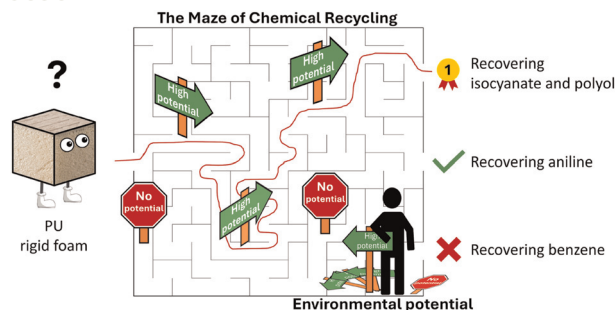 The Maze of Chemical Recycling
?
High
potential
High
potential
1
Recovering
isocyanate and polyol
PU
rigid foam
No
potential
High
potential
No
potential
Recovering aniline
High
potential
Recovering benzene
Environmental potential